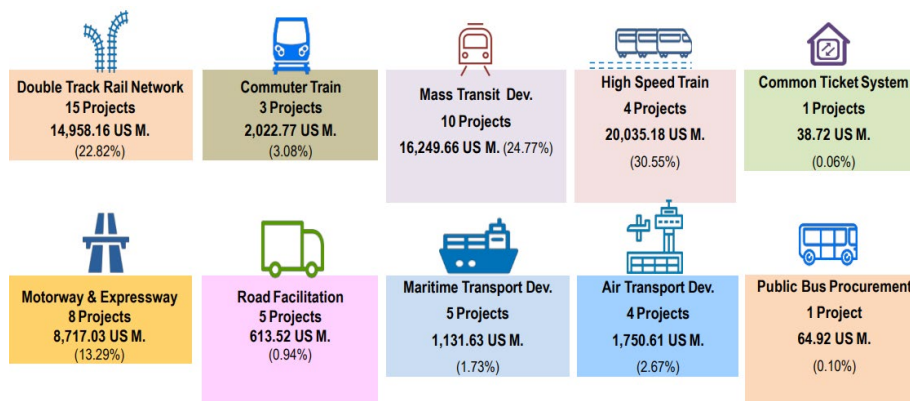 Double Track Rail Network
15 Projects
14,958.16 US M.
(22.82%)
Commuter Train
3 Projects
2,022.77 US M.
(3.08%)
Mass Transit Dev.
10 Projects
16,249.66 US M. (24.77%)
High Speed Train
4 Projects
20,035.18 US M.
(30.55%)
Common Ticket System
1 Projects
38.72 US M.
(0.06%)
Motorway & Expressway
8 Projects
8,717.03 US M.
(13.29%)
Road Facilitation
5 Projects
613.52 US M.
(0.94%)
Maritime Transport Dev.
5 Projects
1,131.63 US M.
(1.73%)
Air Transport Dev.
4 Projects
1,750.61 US M.
(2.67%)
Public Bus Procurement
1 Project
64.92 US M.
(0.10%)